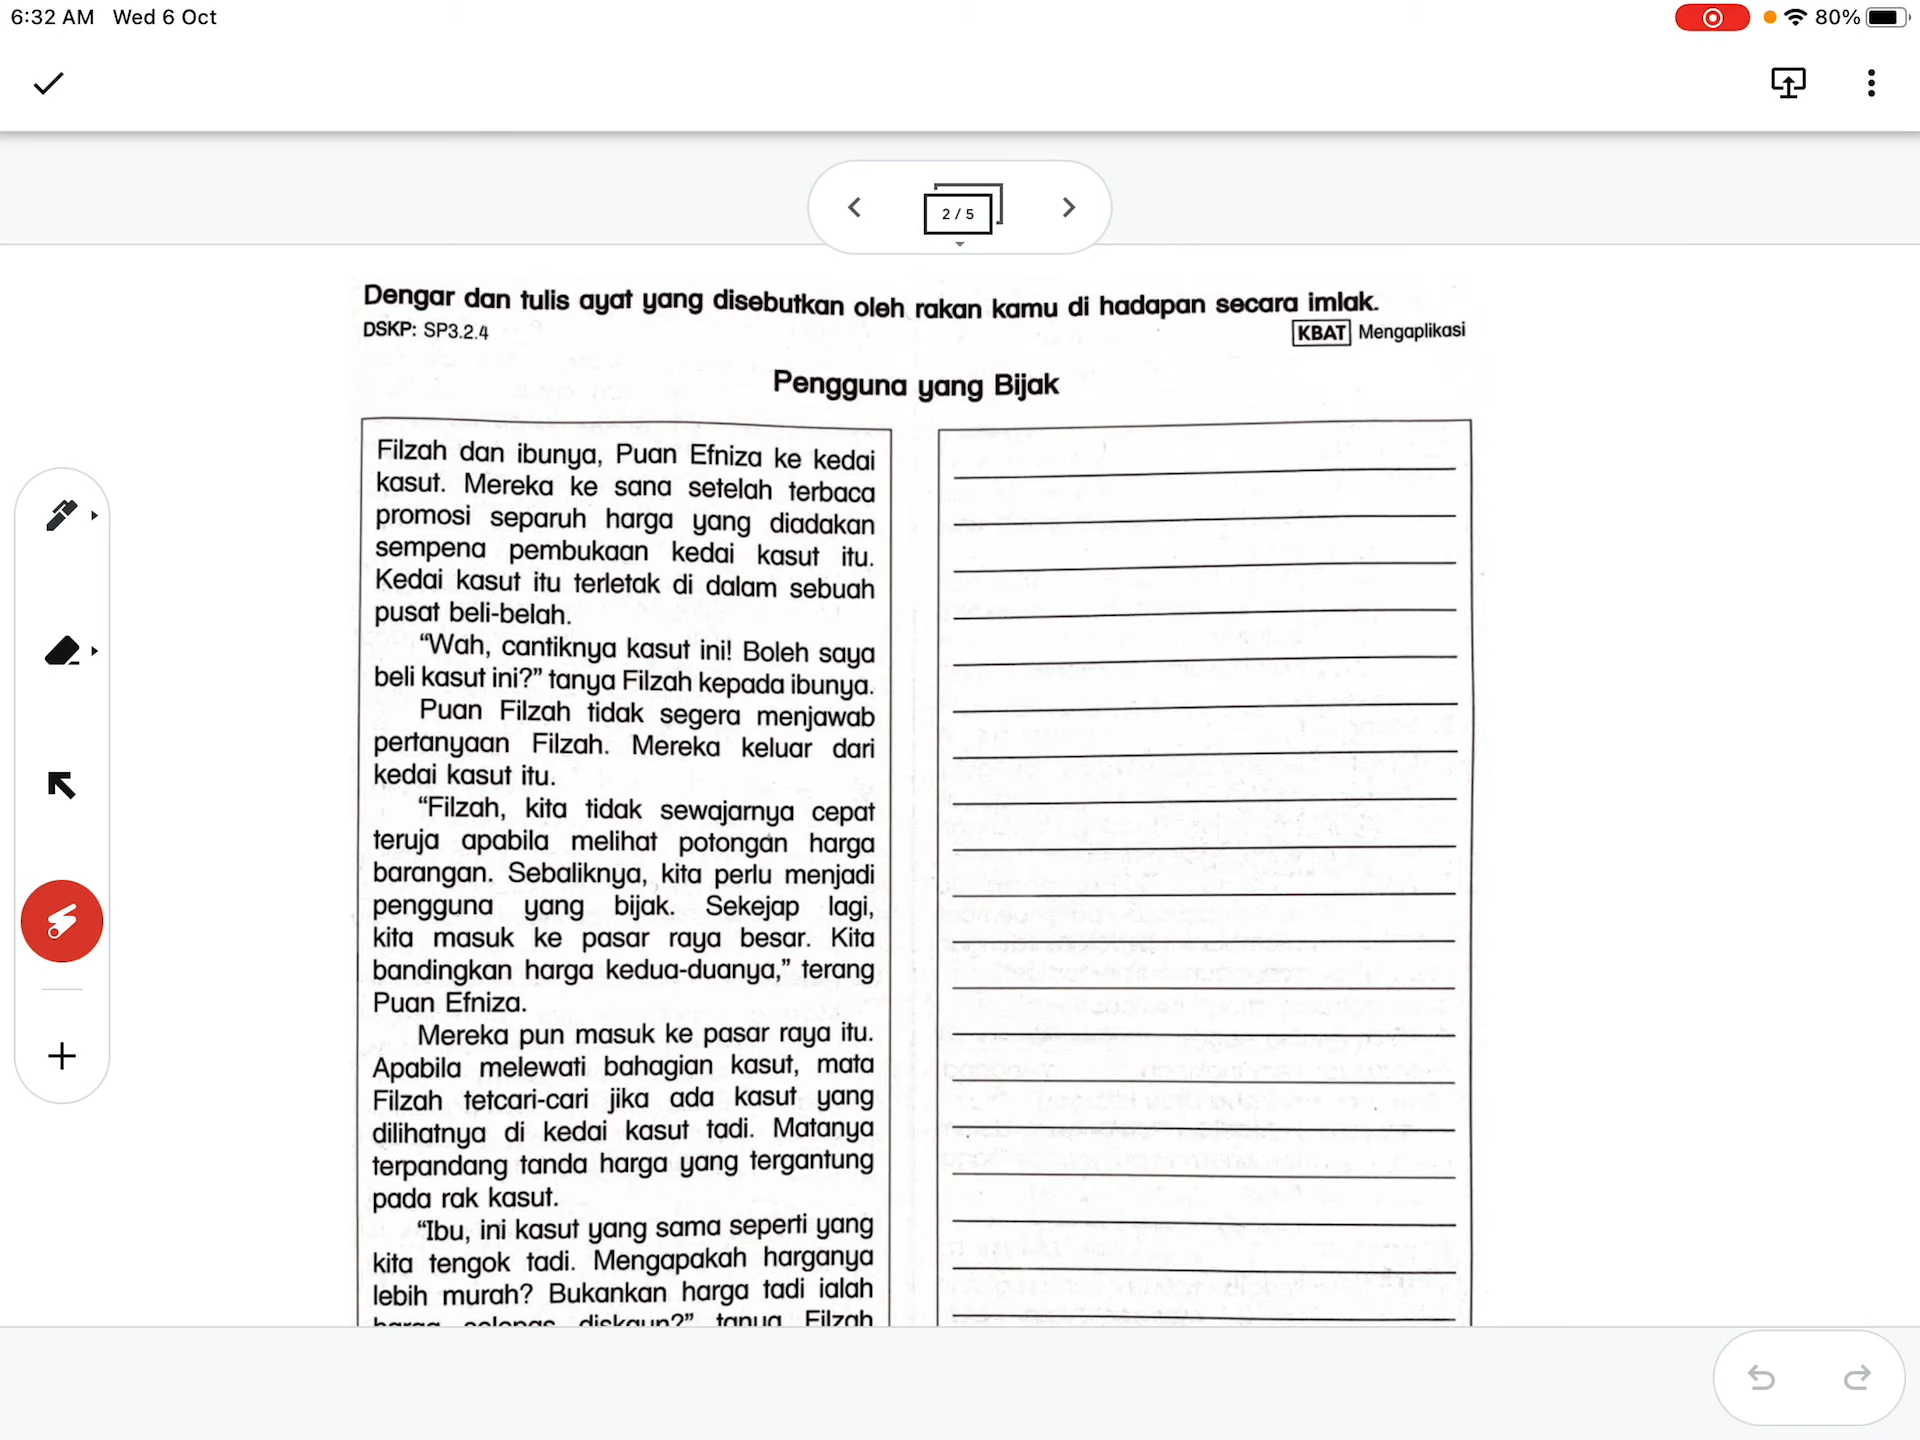 6:32 AM Wed 6 Oct
80%
2 / 5
Dengar dan tulis ayat yang disebutkan oleh rakan kamu di hadapan secara imlak.
DSKP: SP3.2.4
KBAT Mengaplikasi
Pengguna yang Bijak
Filzah dan ibunya, Puan Efniza ke kedai
kasut. Mereka ke sana setelah terbaca
promosi separuh harga yang diadakan
sempena pembukaan kedai kasut itu.
Kedai kasut itu terletak di dalam sebuah
pusat beli-belah.
“Wah, cantiknya kasut ini! Boleh saya
beli kasut ini?” tanya Filzah kepada ibunya.
Puan Filzah tidak segera menjawab
pertanyaan Filzah. Mereka keluar dari
kedai kasut itu.
“Filzah, kita tidak sewajarnya cepat
teruja apabila melihat potongan harga
barangan. Sebaliknya, kita perlu menjadi
pengguna yang bijak. Sekejap lagi,
kita masuk ke pasar raya besar. Kita
bandingkan harga kedua-duanya,” terang
Puan Efniza.
Mereka pun masuk ke pasar raya itu.
Apabila melewati bahagian kasut, mata
Filzah tetcari-cari jika ada kasut yang
dilihatnya di kedai kasut tadi. Matanya
terpandang tanda harga yang tergantung
pada rak kasut.
“Ibu, ini kasut yang sama seperti yang
kita tengok tadi. Mengapakah harganya
lebih murah? Bukankan harga tadi ialah
harga selepas diskaun?” tanya Filzah